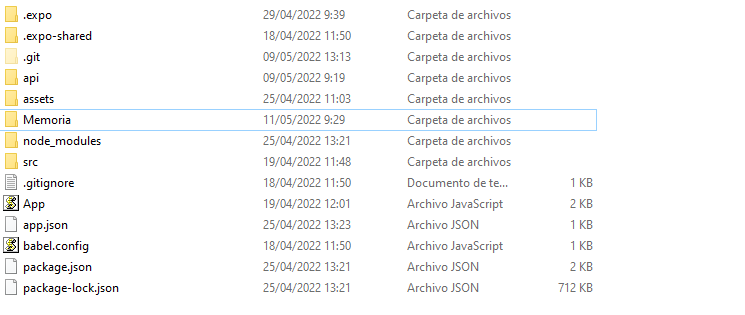 .expo 29/04/2022 9:39 Carpeta de archivos
.expo-shared 18/04/2022 11:50 Carpeta de archivos
.git 09/05/2022 13:13 Carpeta de archivos
api 09/05/2022 9:19 Carpeta de archivos
assets 25/04/2022 11:03 Carpeta de archivos
Memoria 11/05/2022 9:29 Carpeta de archivos
node_modules 25/04/2022 13:21 Carpeta de archivos
src 19/04/2022 11:48 Carpeta de archivos
.gitignore 18/04/2022 11:50 Documento de te... 1 KB
App 19/04/2022 12:01 Archivo JavaScript 2 KB
app.json 25/04/2022 13:23 Archivo JSON 1 KB
babel.config 18/04/2022 11:50 Archivo JavaScript 1 KB
package.json 25/04/2022 13:21 Archivo JSON 2 KB
package-lock.json 25/04/2022 13:21 Archivo JSON 712 KB